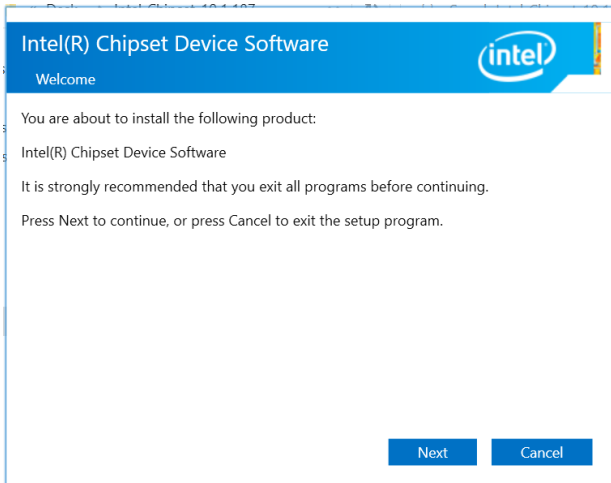 Intel(R) Chipset Device Software
intel
Welcome
You are about to install the following product:
Intel(R) Chipset Device Software
It is strongly recommended that you exit all programs before continuing.
Press Next to continue, or press Cancel to exit the setup program.
Next
Cancel